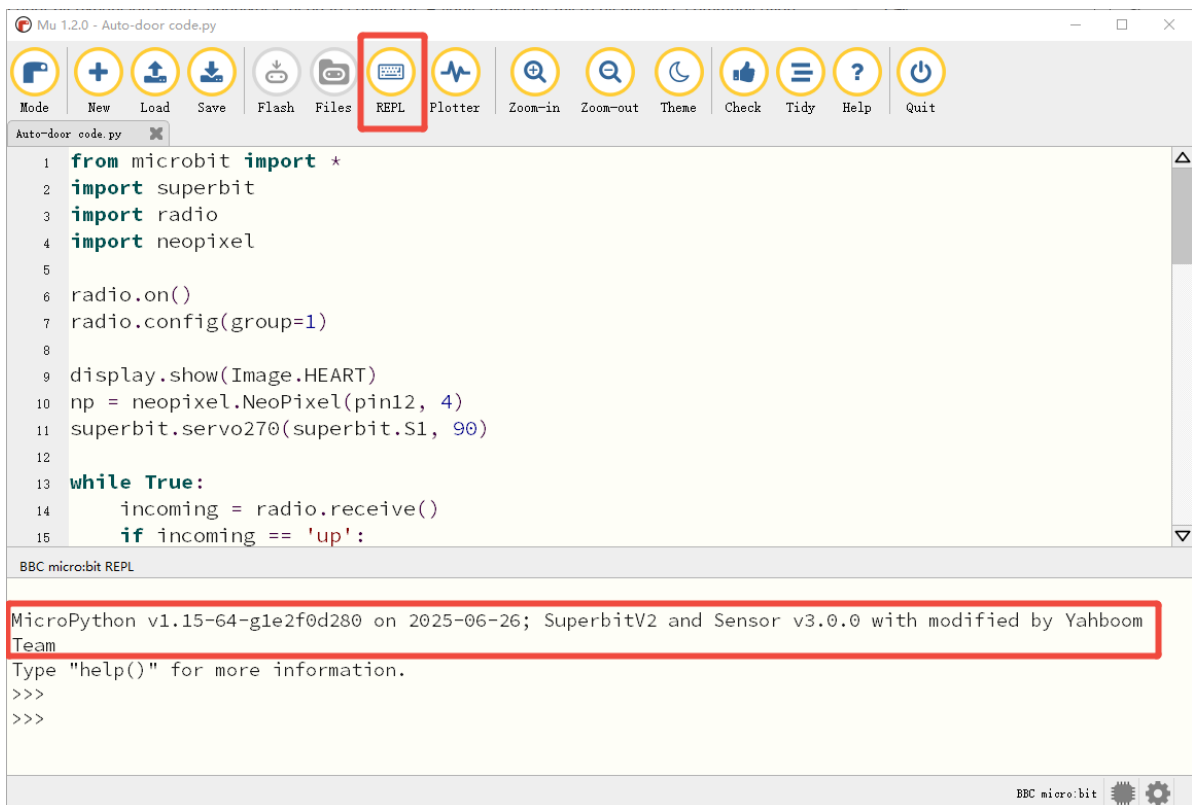 Mu 1.2.0 - Auto-door code.py
Mode New Load Save Flash Files REPL Plotter Zoom-in Zoom-out Theme Check Tidy Help Quit
Auto-door code.py
1 from microbit import *
2 import superbit
3 import radio
4 import neopixel
5
6 radio.on()
7 radio.config(group=1)
8
9 display.show(Image.HEART)
10 np = neopixel.NeoPixel(pin12, 4)
11 superbit.servo270(superbit.S1, 90)
12
13 while True:
14 incoming = radio.receive()
15 if incoming == 'up':
BBC micro:bit REPL
MicroPython v1.15-64-g1e2f0d280 on 2025-06-26; SuperbitV2 and Sensor v3.0.0 with modified by Yahboom
Team
Type "help()" for more information.
>>>
>>>
BBC micro:bit